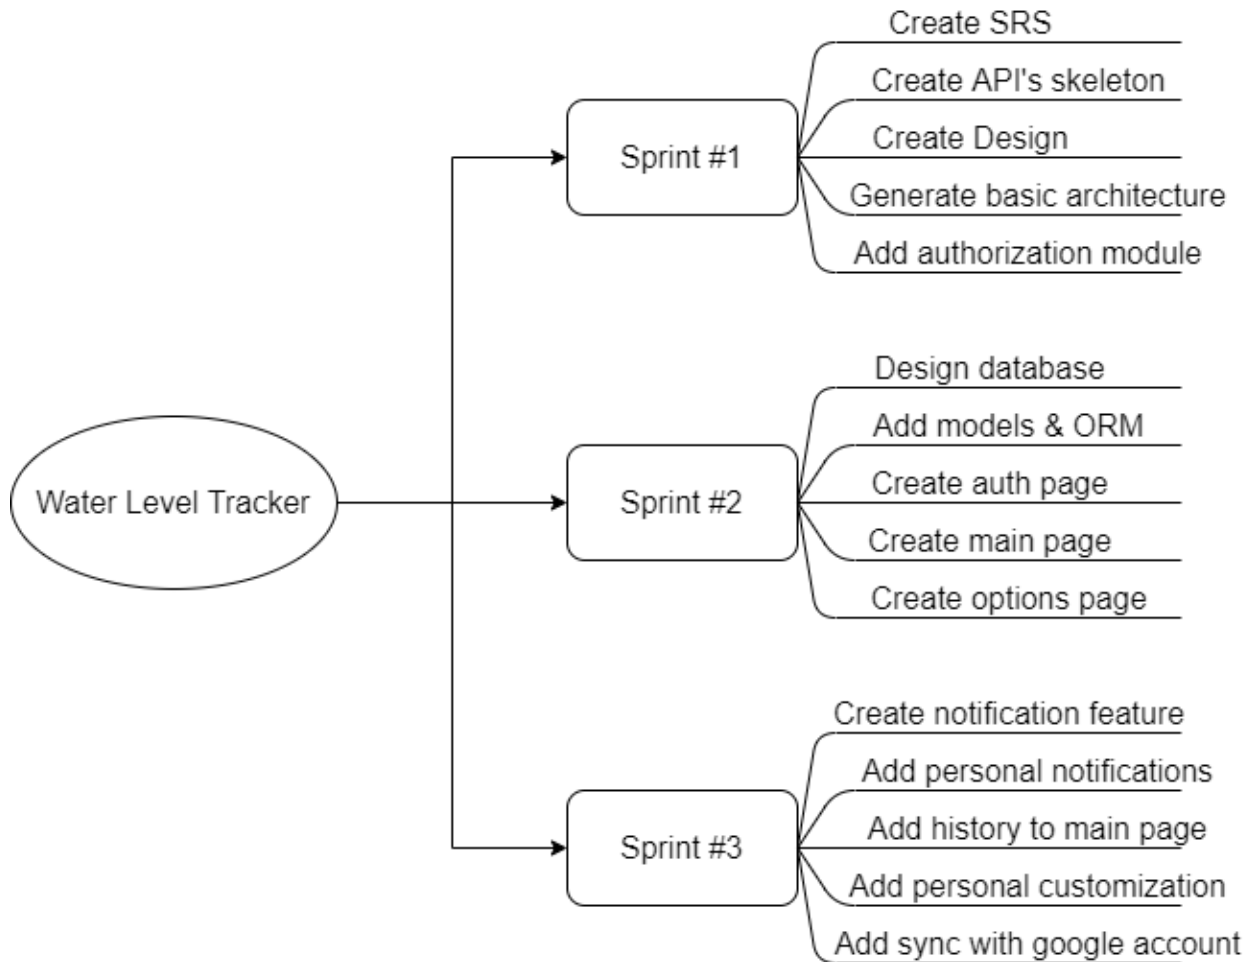 Create SRS
Create API's skeleton
Sprint #1
Create Design
Generate basic architecture
Add authorization module
Design database
Add models & ORM
Water Level Tracker
Sprint #2
Create auth page
Create main page
Create options page
Create notification feature
Add personal notifications
Sprint #3
Add history to main page
Add personal customization
Add sync with google account